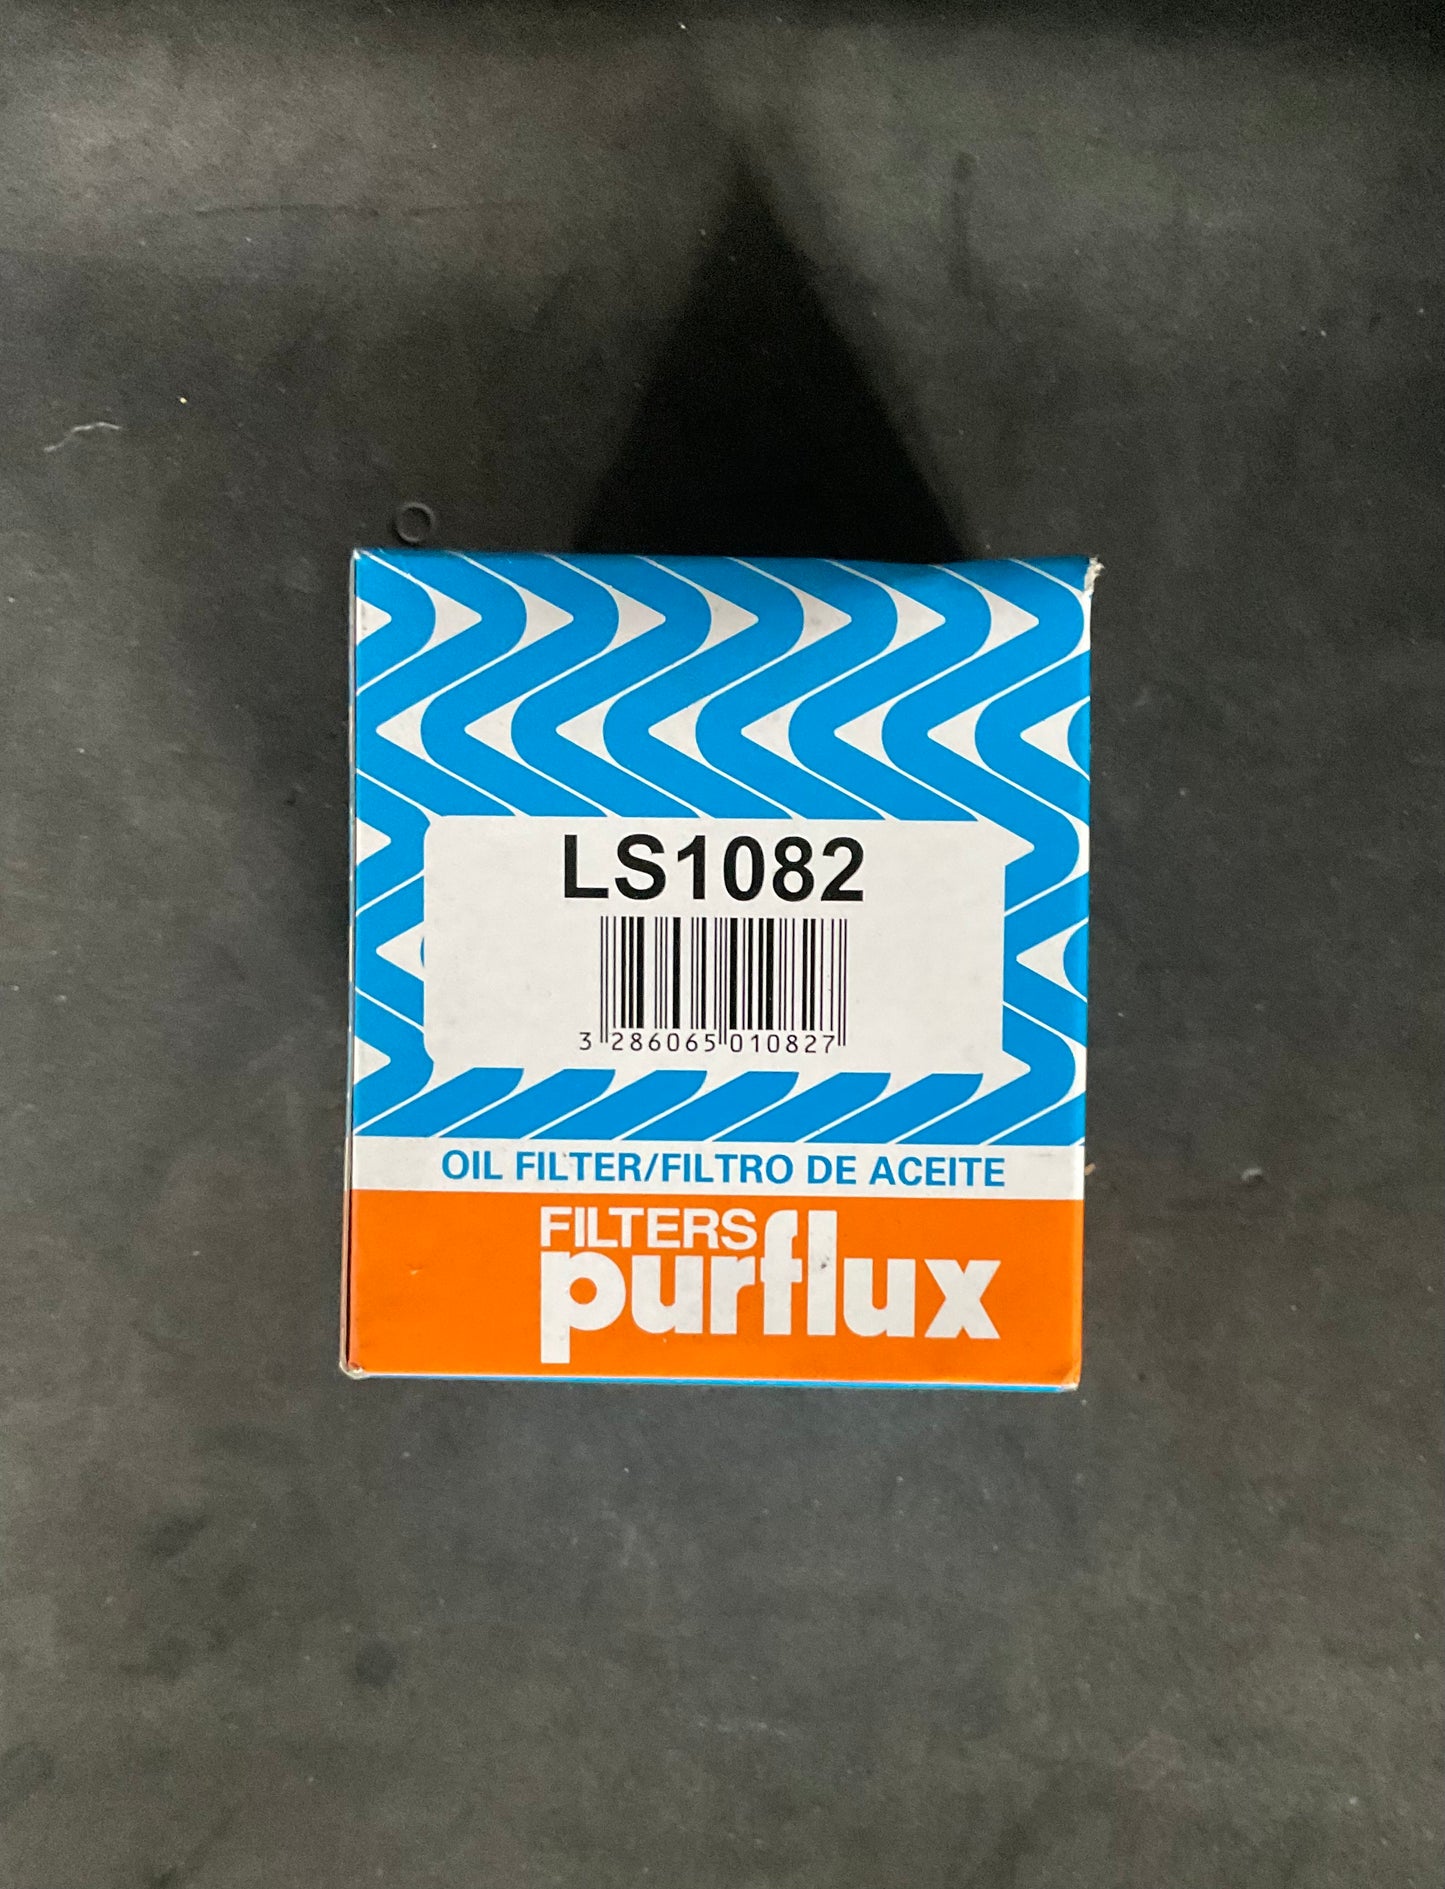 LS1082
3 286065 010827
OIL FILTER/FILTRO DE ACEITE
FILTERS
purflux